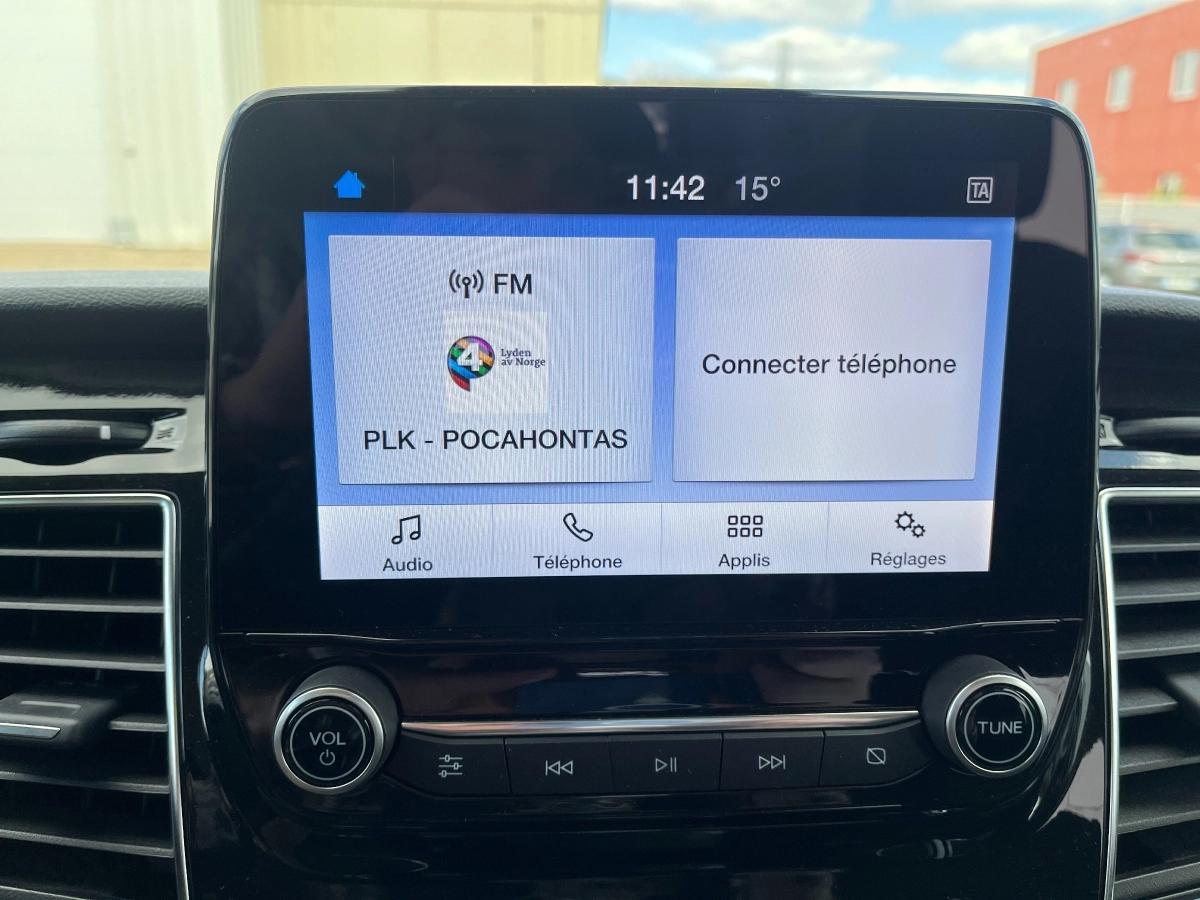 11:42 15°
TA
FM
4
Lyden
av Norge
PLK - POCAHONTAS
Connecter téléphone
Audio
Téléphone
Applis
Réglages
VOL
TUNE